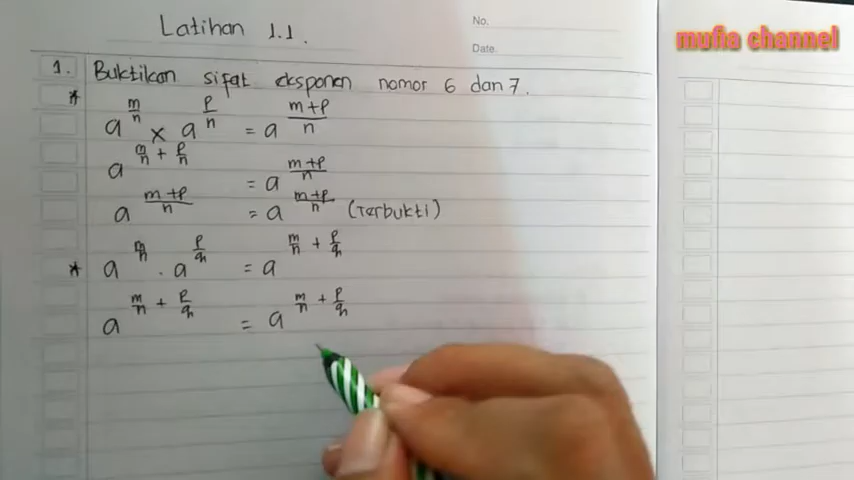 Latihan 1.1.
No.
Date.
mufia channel
1. Buktikan sifat eksponen nomor 6 dan 7.
* a^(m/n) × a^(p/n) = a^((m+p)/n)
a^(m/n + p/n) = a^((m+p)/n)
a^((m+p)/n) = a^((m+p)/n) (Terbukti)
* a^(m/n) . a^(p/q) = a^(m/n + p/q)
a^(m/n + p/q) = a^(m/n + p/q)